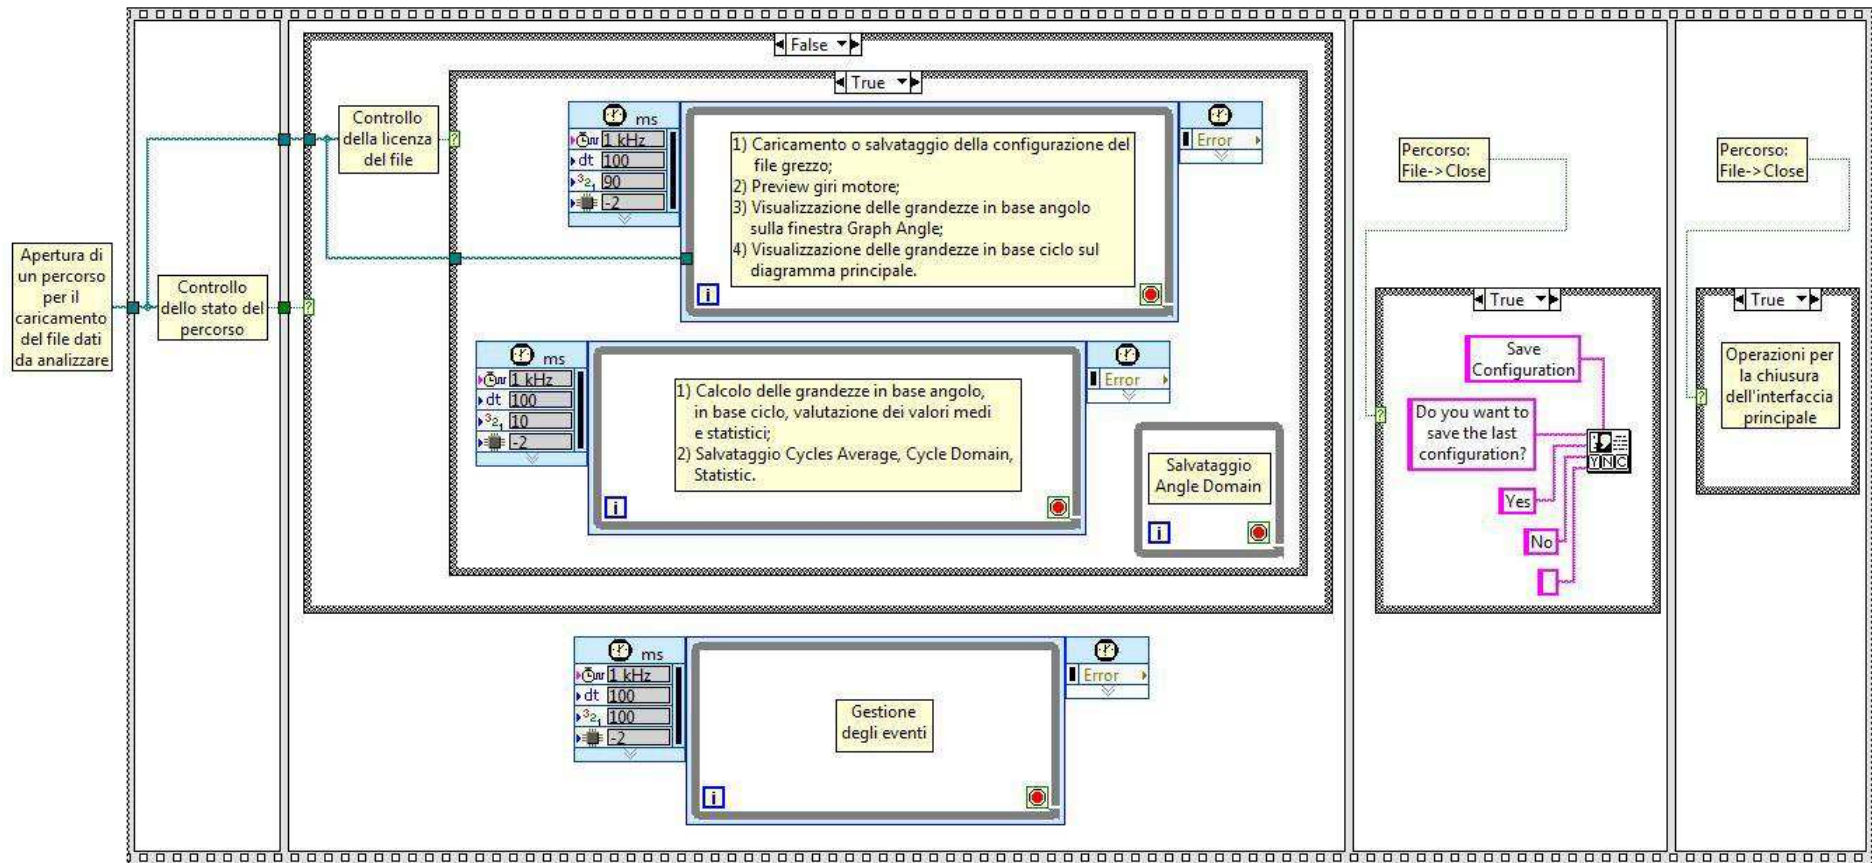 Apertura di
un percorso
per il
caricamento
del file dati
da analizzare
Controllo
dello stato del
percorso
False
Controllo
della licenza
del file
True
ms
1 kHz
dt 100
321 90
-2
1) Caricamento o salvataggio della configurazione del
file grezzo;
2) Preview giri motore;
3) Visualizzazione delle grandezze in base angolo
sulla finestra Graph Angle;
4) Visualizzazione delle grandezze in base ciclo sul
diagramma principale.
i
Error
ms
1 kHz
dt 100
321 10
-2
1) Calcolo delle grandezze in base angolo,
in base ciclo, valutazione dei valori medi
e statistici;
2) Salvataggio Cycles Average, Cycle Domain,
Statistic.
i
Error
Salvataggio
Angle Domain
i
ms
1 kHz
dt 100
321 100
-2
Gestione
degli eventi
i
Error
Percorso:
File->Close
True
Save
Configuration
Do you want to
save the last
configuration?
Yes
No
YNC
Percorso:
File->Close
True
Operazioni per
la chiusura
dell'interfaccia
principale
?
?
?
?